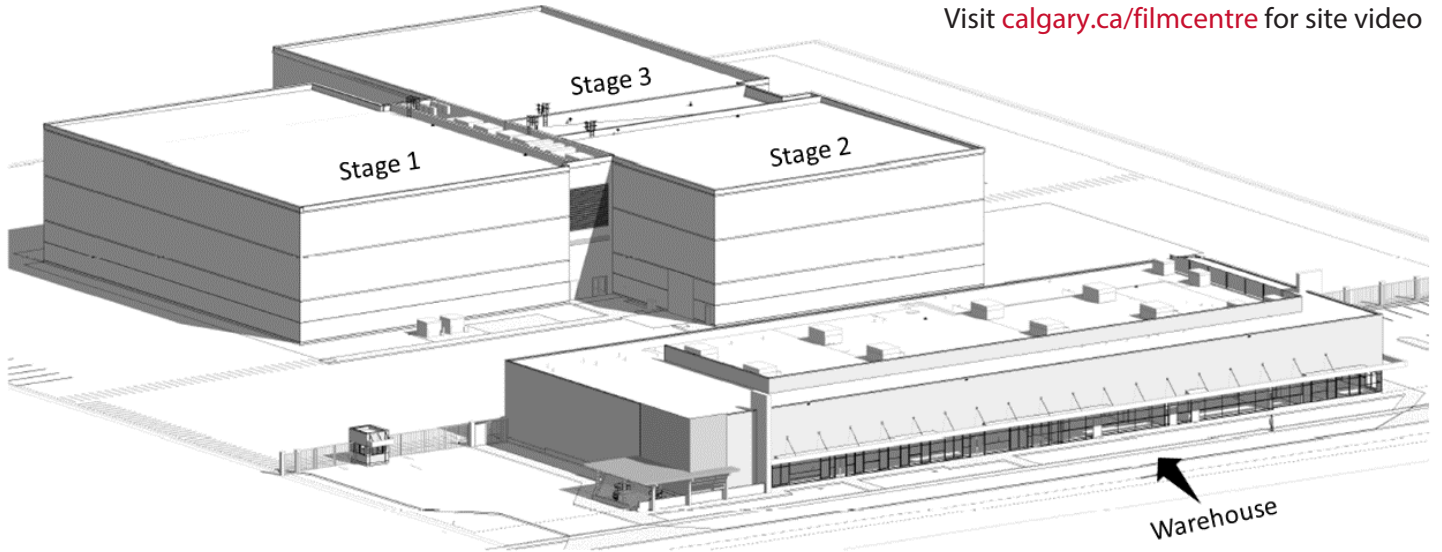 Visit calgary.ca/filmcentre for site video
Stage 3
Stage 1
Stage 2
Warehouse